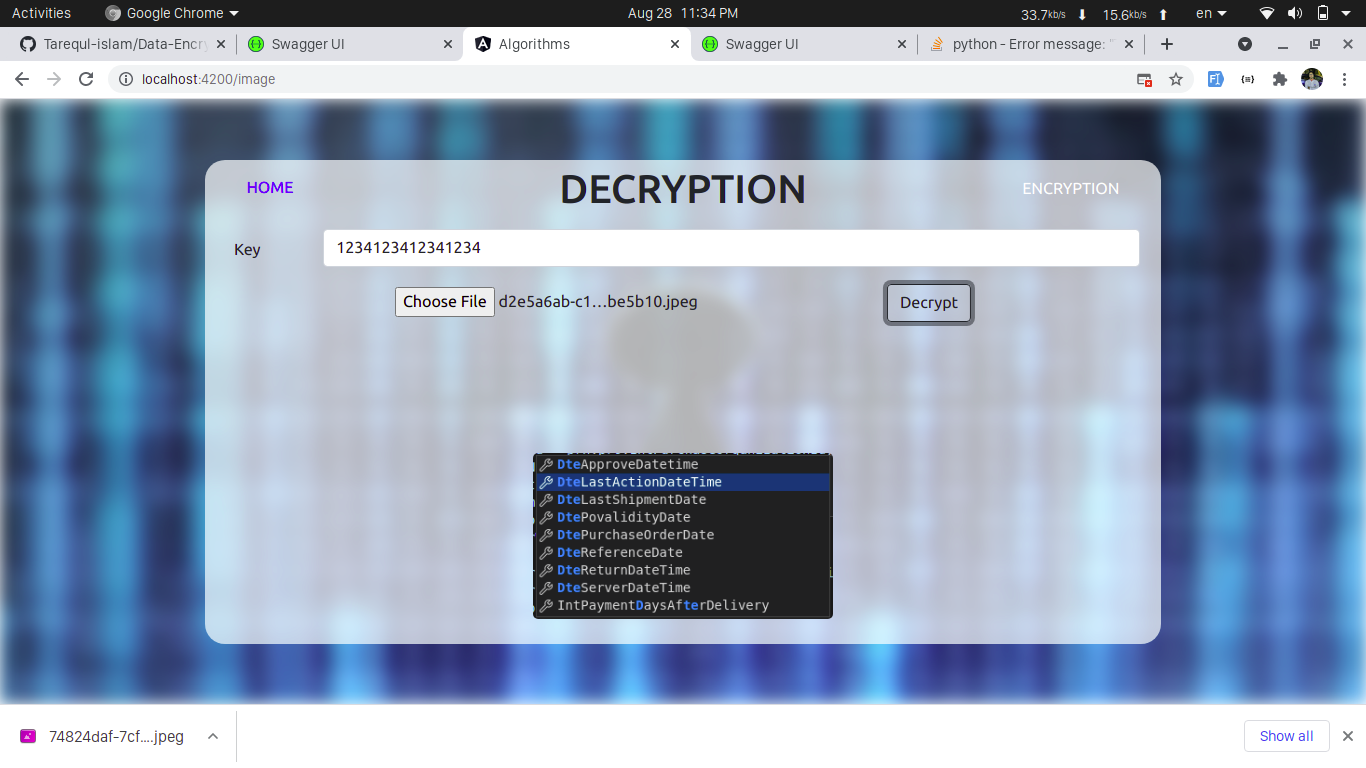 Activities Google Chrome Aug 28 11:34 PM 33.7kb/s 15.6kb/s en
Tarequl-islam/Data-Encry Swagger UI Algorithms Swagger UI python - Error message: "
localhost:4200/image
HOME DECRYPTION ENCRYPTION
Key 1234123412341234
Choose File d2e5a6ab-c1…be5b10.jpeg Decrypt
DteApproveDatetime
DteLastActionDateTime
DteLastShipmentDate
DtePovalidityDate
DtePurchaseOrderDate
DteReferenceDate
DteReturnDateTime
DteServerDateTime
IntPaymentDaysAfterDelivery
74824daf-7cf....jpeg Show all